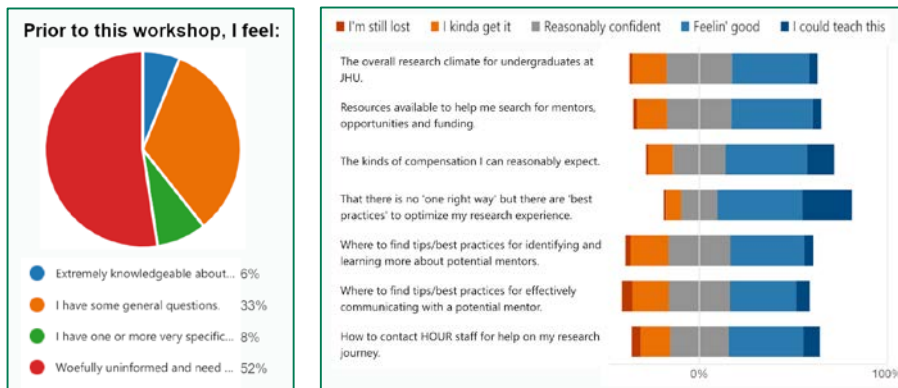 Prior to this workshop, I feel:
Extremely knowledgeable about... 6%
I have some general questions. 33%
I have one or more very specific... 8%
Woefully uninformed and need ... 52%
I'm still lost I kinda get it Reasonably confident Feelin' good I could teach this
The overall research climate for undergraduates at
JHU.
Resources available to help me search for mentors,
opportunities and funding.
The kinds of compensation I can reasonably expect.
That there is no 'one right way' but there are 'best
practices' to optimize my research experience.
Where to find tips/best practices for identifying and
learning more about potential mentors.
Where to find tips/best practices for effectively
communicating with a potential mentor.
How to contact HOUR staff for help on my research
journey.
0% 100%